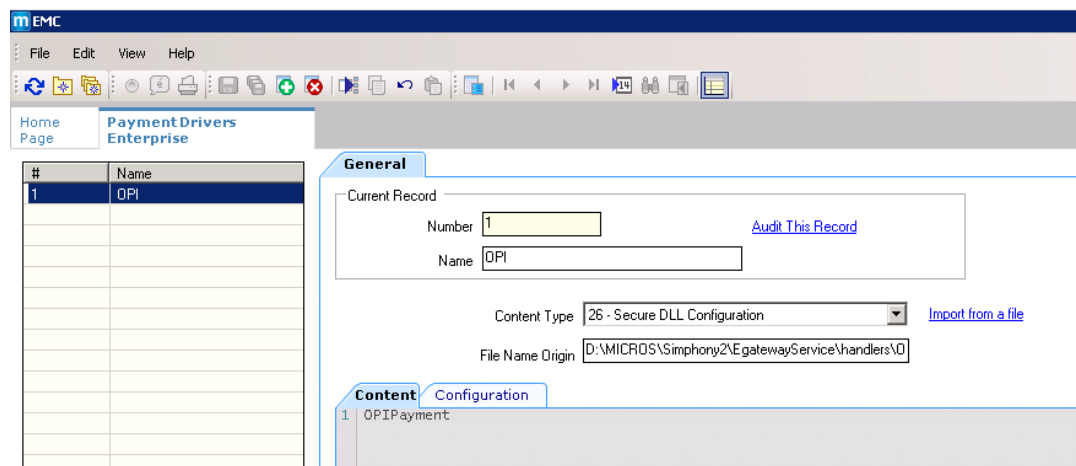 m EMC
File Edit View Help
14
Home Page
Payment Drivers Enterprise
# Name
1 OPI
General
Current Record
Number 1 Audit This Record
Name OPI
Content Type 26 - Secure DLL Configuration Import from a file
File Name Origin D:\MICROS\Simphony2\EgatewayService\handlers\O
Content Configuration
1 OPIPayment